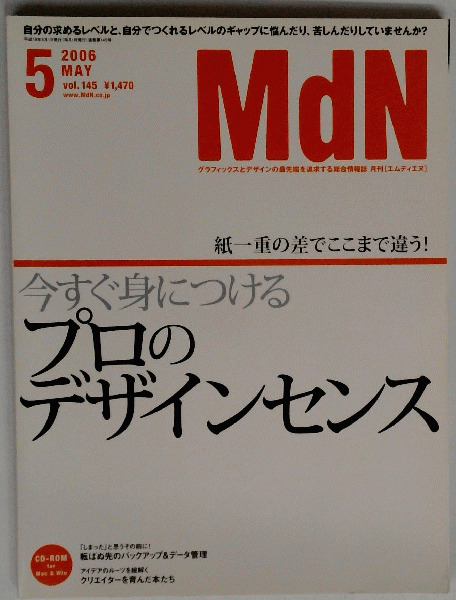 自分の求めるレベルと、自分でつくれるレベルのギャップに悩んだり、苦しんだりしていませんか?
5
2006
MAY
vol.145 ¥1,470
www.MdN.co.jp
MdN
グラフィックスとデザインの最先端を追求する総合情報誌 月刊[エムディエヌ]
紙一重の差でここまで違う!
今すぐ身につける
プロの
デザインセンス
CD-ROM
for
Mac & Win
「しまった」と思うその前に!
転ばぬ先のバックアップ&データ管理
アイデアのルーツを紐解く
クリエイターを育んだ本たち